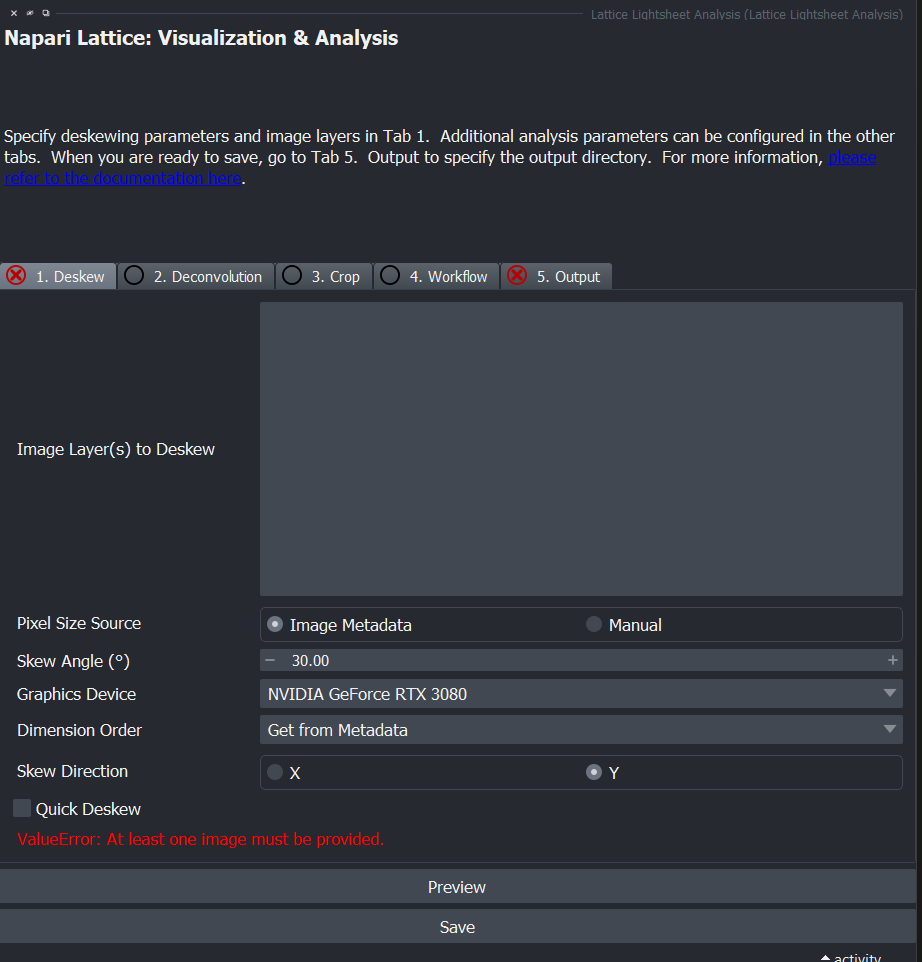 Lattice Lightsheet Analysis (Lattice Lightsheet Analysis)
Napari Lattice: Visualization & Analysis
Specify deskewing parameters and image layers in Tab 1. Additional analysis parameters can be configured in the other
tabs. When you are ready to save, go to Tab 5. Output to specify the output directory. For more information, please
refer to the documentation here.
1. Deskew 2. Deconvolution 3. Crop 4. Workflow 5. Output
Image Layer(s) to Deskew
Pixel Size Source Image Metadata Manual
Skew Angle (°) − 30.00 +
Graphics Device NVIDIA GeForce RTX 3080
Dimension Order Get from Metadata
Skew Direction X Y
Quick Deskew
ValueError: At least one image must be provided.
Preview
Save
activity